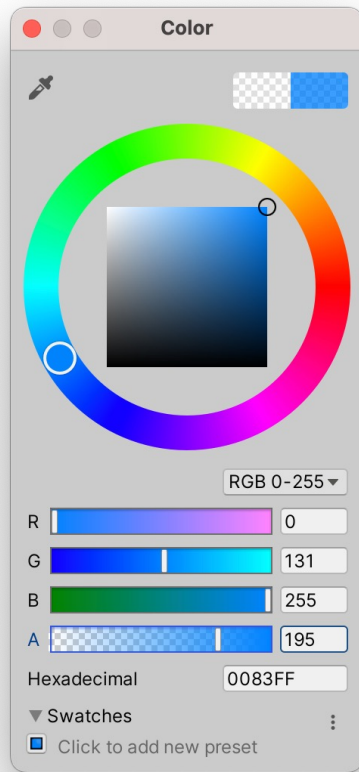 Color
RGB 0-255
R 0
G 131
B 255
A 195
Hexadecimal 0083FF
Swatches
Click to add new preset